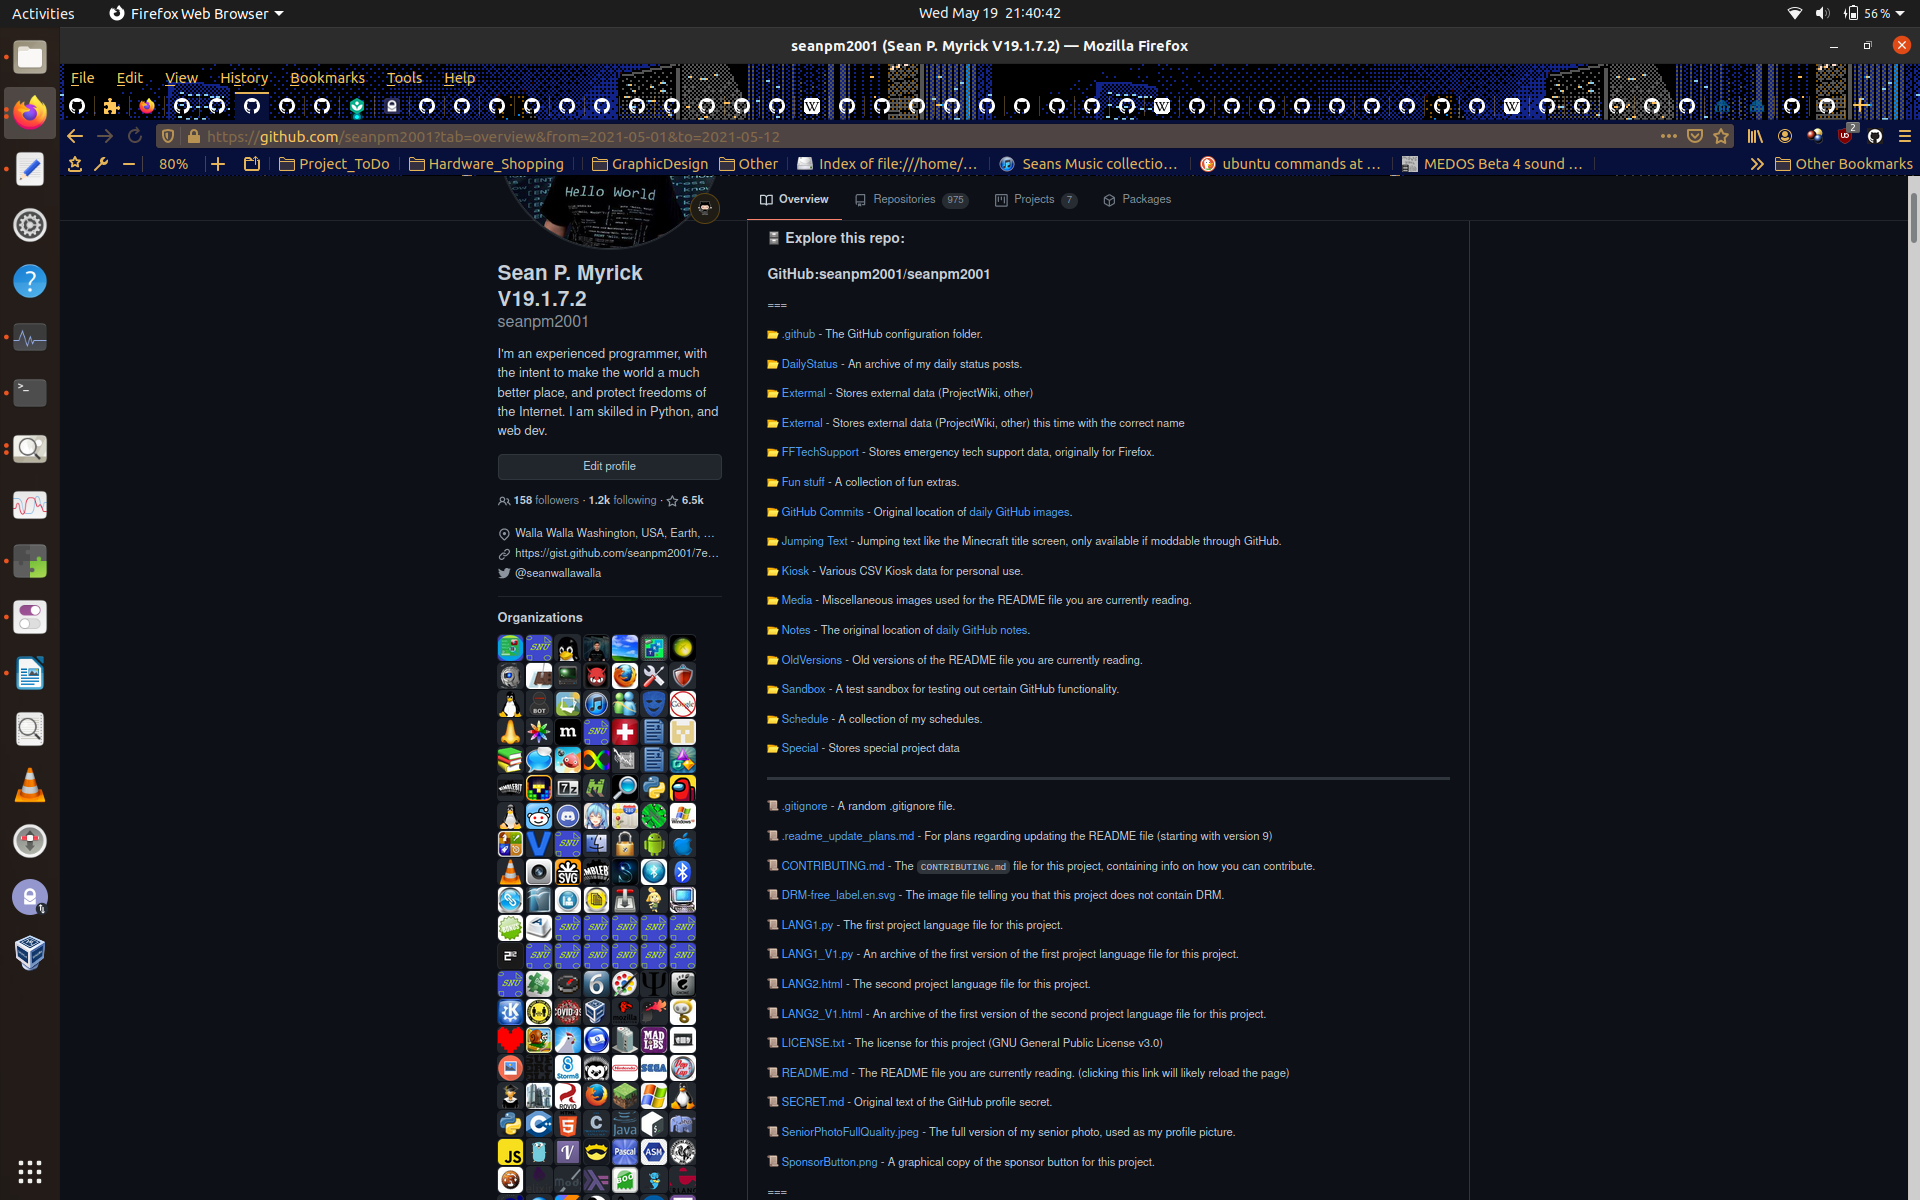 Activities
Firefox Web Browser
Wed May 19 21:40:42
56 %
seanpm2001 (Sean P. Myrick V19.1.7.2) — Mozilla Firefox
File Edit View History Bookmarks Tools Help
https://github.com/seanpm2001?tab=overview&from=2021-05-01&to=2021-05-12
2
80%
Project_ToDo
Hardware_Shopping
GraphicDesign
Other
Index of file:///home/…
Seans Music collectio…
ubuntu commands at …
MEDOS Beta 4 sound …
Other Bookmarks
Hello World
Overview
Repositories 975
Projects 7
Packages
Sean P. Myrick
V19.1.7.2
seanpm2001
I'm an experienced programmer, with
the intent to make the world a much
better place, and protect freedoms of
the Internet. I am skilled in Python, and
web dev.
Edit profile
158 followers · 1.2k following · 6.5k
Walla Walla Washington, USA, Earth, …
https://gist.github.com/seanpm2001/7e…
@seanwallawalla
Organizations
Explore this repo:
GitHub:seanpm2001/seanpm2001
===
.github - The GitHub configuration folder.
DailyStatus - An archive of my daily status posts.
Extermal - Stores external data (ProjectWiki, other)
External - Stores external data (ProjectWiki, other) this time with the correct name
FFTechSupport - Stores emergency tech support data, originally for Firefox.
Fun stuff - A collection of fun extras.
GitHub Commits - Original location of daily GitHub images.
Jumping Text - Jumping text like the Minecraft title screen, only available if moddable through GitHub.
Kiosk - Various CSV Kiosk data for personal use.
Media - Miscellaneous images used for the README file you are currently reading.
Notes - The original location of daily GitHub notes.
OldVersions - Old versions of the README file you are currently reading.
Sandbox - A test sandbox for testing out certain GitHub functionality.
Schedule - A collection of my schedules.
Special - Stores special project data
.gitignore - A random .gitignore file.
.readme_update_plans.md - For plans regarding updating the README file (starting with version 9)
CONTRIBUTING.md - The CONTRIBUTING.md file for this project, containing info on how you can contribute.
DRM-free_label.en.svg - The image file telling you that this project does not contain DRM.
LANG1.py - The first project language file for this project.
LANG1_V1.py - An archive of the first version of the first project language file for this project.
LANG2.html - The second project language file for this project.
LANG2_V1.html - An archive of the first version of the second project language file for this project.
LICENSE.txt - The license for this project (GNU General Public License v3.0)
README.md - The README file you are currently reading. (clicking this link will likely reload the page)
SECRET.md - Original text of the GitHub profile secret.
SeniorPhotoFullQuality.jpeg - The full version of my senior photo, used as my profile picture.
SponsorButton.png - A graphical copy of the sponsor button for this project.
===